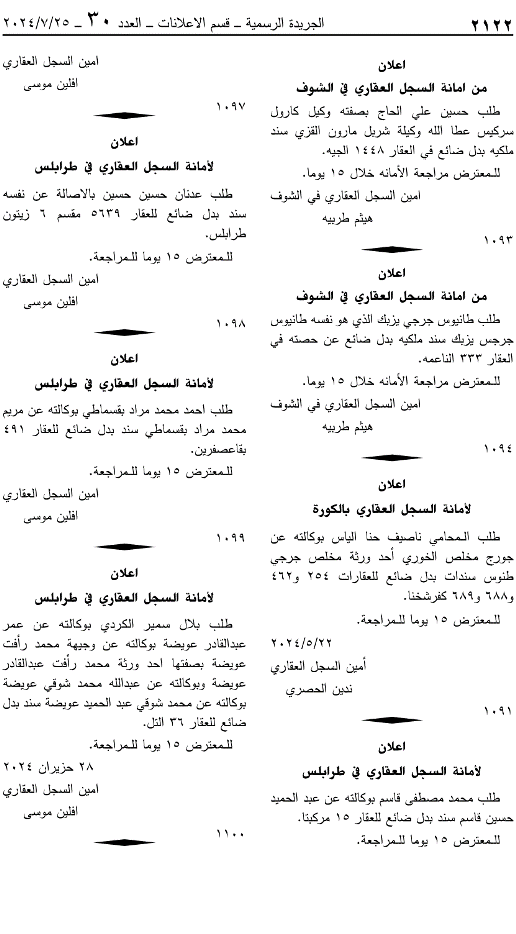 ٢١٢٢
الجريدة الرسمية ـ قسم الاعلانات ـ العدد ٣٠ ـ ٢٠٢٤/٧/٢٥
اعلان
من امانة السجل العقاري في الشوف
طلب حسين علي الحاج بصفته وكيل كارول
سركيس عطا الله وكيلة شربل مارون القزي سند
ملكيه بدل ضائع في العقار ١٤٤٨ الجيه.
للمعترض مراجعة الأمانه خلال ١٥ يوما.
امين السجل العقاري في الشوف
هيثم طربيه
١٠٩٣
اعلان
من امانة السجل العقاري في الشوف
طلب طانيوس جرجي يزبك الذي هو نفسه طانيوس
جرجس يزبك سند ملكيه بدل ضائع عن حصته في
العقار ٣٣٣ الناعمه.
للمعترض مراجعة الأمانه خلال ١٥ يوما.
امين السجل العقاري في الشوف
هيثم طربيه
١٠٩٤
اعلان
لأمانة السجل العقاري بالكورة
طلب المحامي ناصيف حنا الياس بوكالته عن
جورج مخلص الخوري أحد ورثة مخلص جرجي
طنوس سندات بدل ضائع للعقارات ٢٥٤ و٤٦٢
و٦٨٨ و٦٨٩ كفرشخنا.
للمعترض ١٥ يوما للمراجعة.
٢٠٢٤/٥/٢٢
أمين السجل العقاري
ندين الحصري
١٠٩١
اعلان
لأمانة السجل العقاري في طرابلس
طلب محمد مصطفى قاسم بوكالته عن عبد الحميد
حسين قاسم سند بدل ضائع للعقار ١٥ مركبتا.
للمعترض ١٥ يوما للمراجعة.
امين السجل العقاري
افلين موسى
١٠٩٧
اعلان
لأمانة السجل العقاري في طرابلس
طلب عدنان حسين حسين بالاصالة عن نفسه
سند بدل ضائع للعقار ٥٦٣٩ مقسم ٦ زيتون
طرابلس.
للمعترض ١٥ يوما للمراجعة.
امين السجل العقاري
افلين موسى
١٠٩٨
اعلان
لأمانة السجل العقاري في طرابلس
طلب احمد محمد مراد بقسماطي بوكالته عن مريم
محمد مراد بقسماطي سند بدل ضائع للعقار ٤٩١
بقاعصفرين.
للمعترض ١٥ يوما للمراجعة.
امين السجل العقاري
افلين موسى
١٠٩٩
اعلان
لأمانة السجل العقاري في طرابلس
طلب بلال سمير الكردي بوكالته عن عمر
عبدالقادر عويضة بوكالته عن وجيهة محمد رأفت
عويضة بصفتها احد ورثة محمد رأفت عبدالقادر
عويضة وبوكالته عن عبدالله محمد شوقي عويضة
بوكالته عن محمد شوقي عبد الحميد عويضة سند بدل
ضائع للعقار ٣٦ التل.
للمعترض ١٥ يوما للمراجعة.
٢٨ حزيران ٢٠٢٤
امين السجل العقاري
افلين موسى
١١٠٠